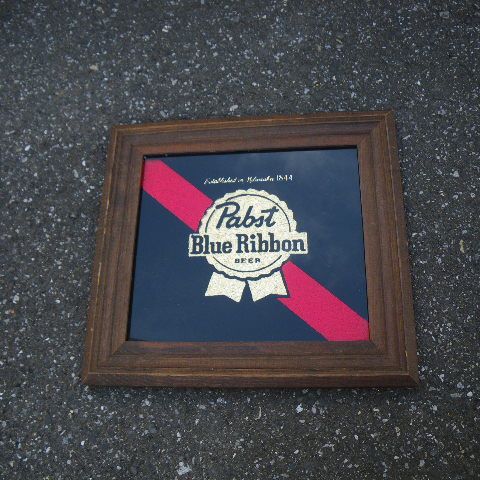 Established in Milwaukee 1844
Pabst
Blue Ribbon
BEER